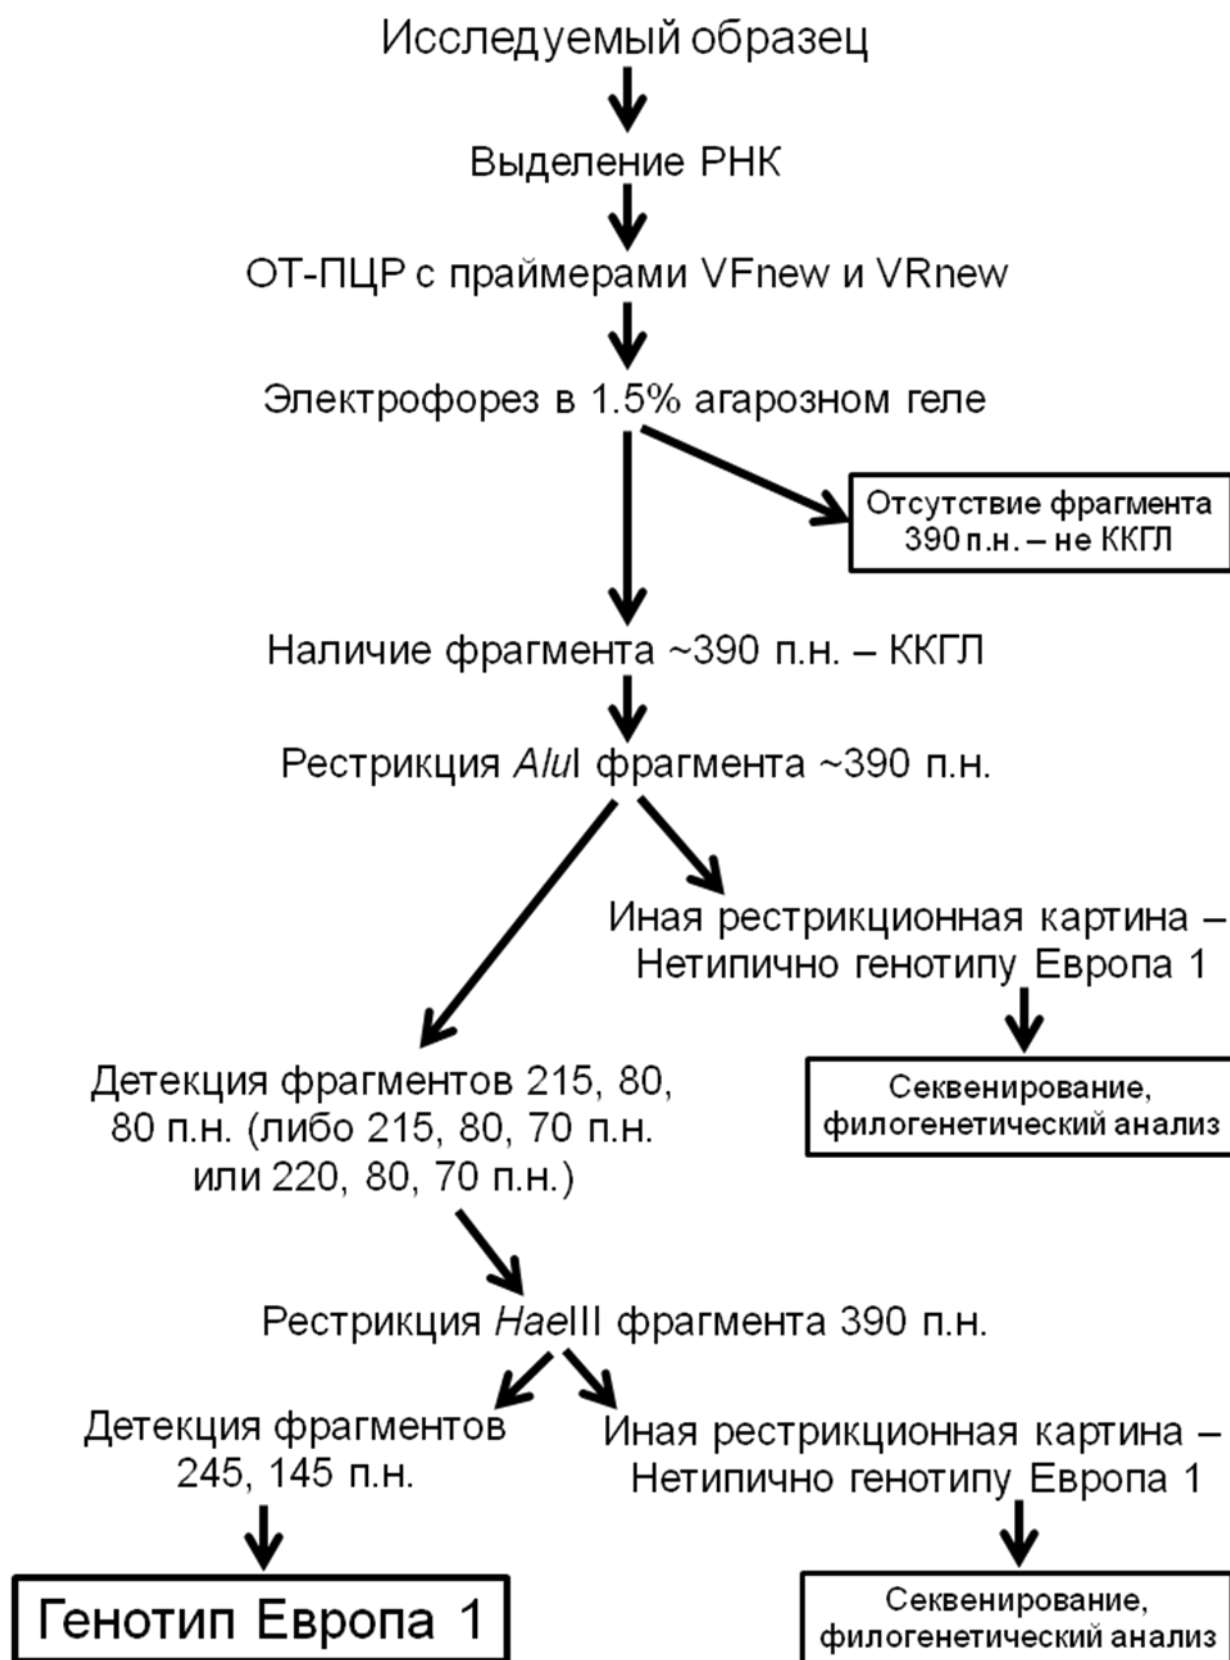 Исследуемый образец
Выделение РНК
ОТ-ПЦР с праймерами VFnew и VRnew
Электрофорез в 1.5% агарозном геле
Отсутствие фрагмента
390 п.н. – не ККГЛ
Наличие фрагмента ~390 п.н. – ККГЛ
Рестрикция AluI фрагмента ~390 п.н.
Иная рестрикционная картина –
Нетипично генотипу Европа 1
Секвенирование,
филогенетический анализ
Детекция фрагментов 215, 80,
80 п.н. (либо 215, 80, 70 п.н.
или 220, 80, 70 п.н.)
Рестрикция HaeIII фрагмента 390 п.н.
Детекция фрагментов
245, 145 п.н.
Генотип Европа 1
Иная рестрикционная картина –
Нетипично генотипу Европа 1
Секвенирование,
филогенетический анализ